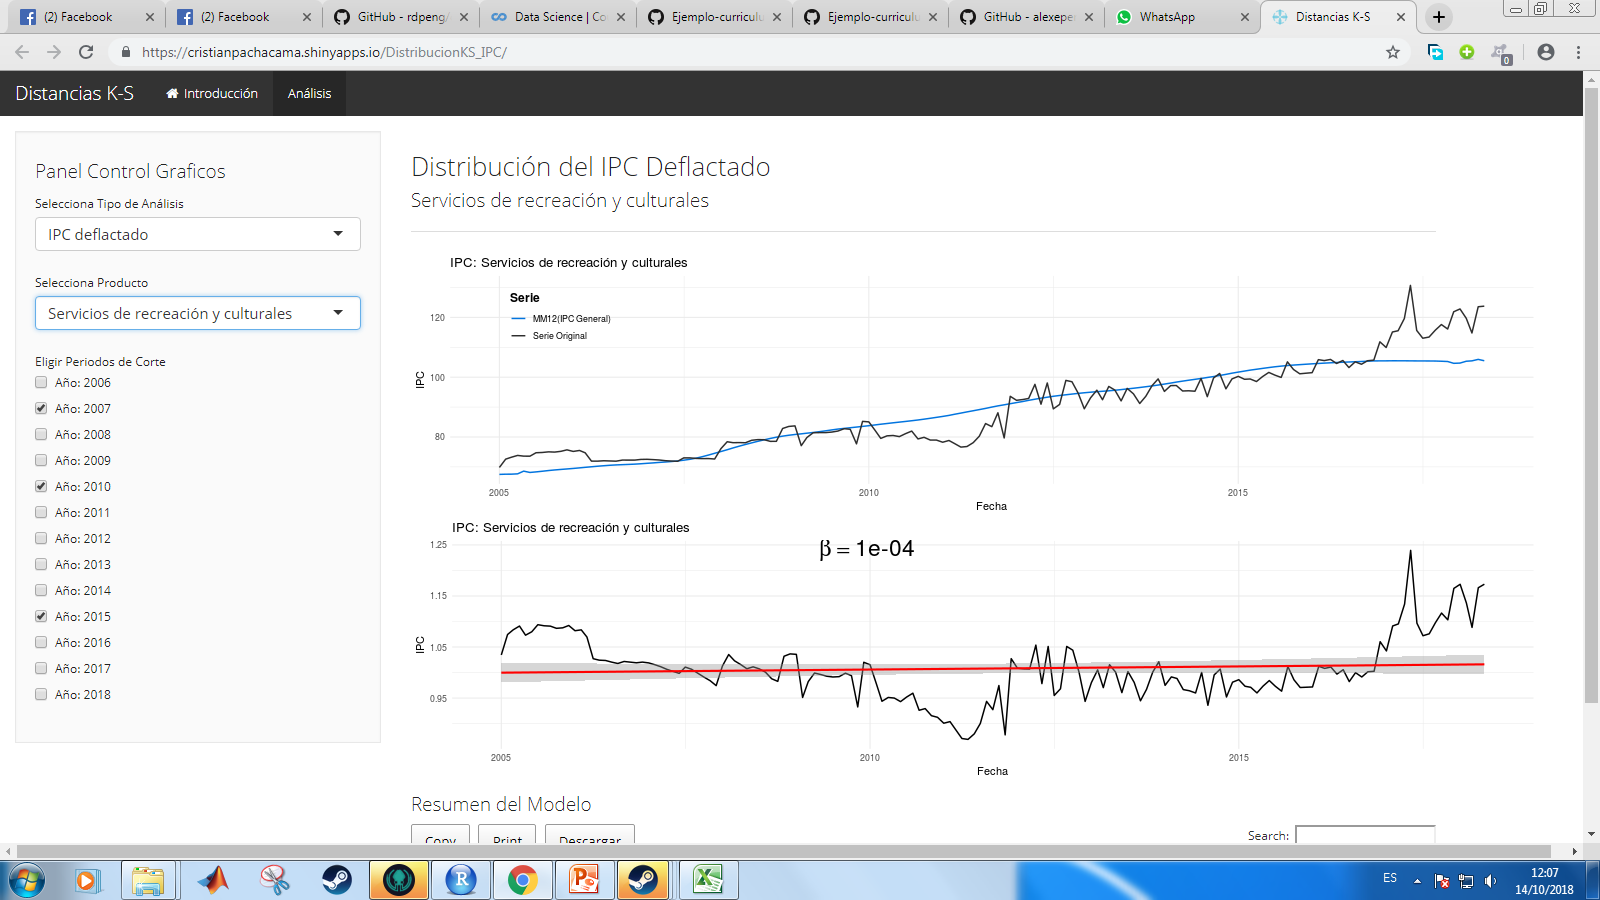 (2) Facebook
(2) Facebook
GitHub - rdpeng/
Data Science | Co
Ejemplo-curriculu
Ejemplo-curriculu
GitHub - alexepe
WhatsApp
Distancias K-S
https://cristianpachacama.shinyapps.io/DistribucionKS_IPC/
0
Distancias K-S
Introducción
Análisis
Panel Control Graficos
Selecciona Tipo de Análisis
IPC deflactado
Selecciona Producto
Servicios de recreación y culturales
Eligir Periodos de Corte
Año: 2006
Año: 2007
Año: 2008
Año: 2009
Año: 2010
Año: 2011
Año: 2012
Año: 2013
Año: 2014
Año: 2015
Año: 2016
Año: 2017
Año: 2018
Distribución del IPC Deflactado
Servicios de recreación y culturales
IPC: Servicios de recreación y culturales
Serie
MM12(IPC General)
Serie Original
IPC
120
100
80
2005
2010
2015
Fecha
IPC: Servicios de recreación y culturales
β = 1e-04
IPC
1.25
1.15
1.05
0.95
2005
2010
2015
Fecha
Resumen del Modelo
Copy
Print
Descargar
Search:
ES
12:07
14/10/2018